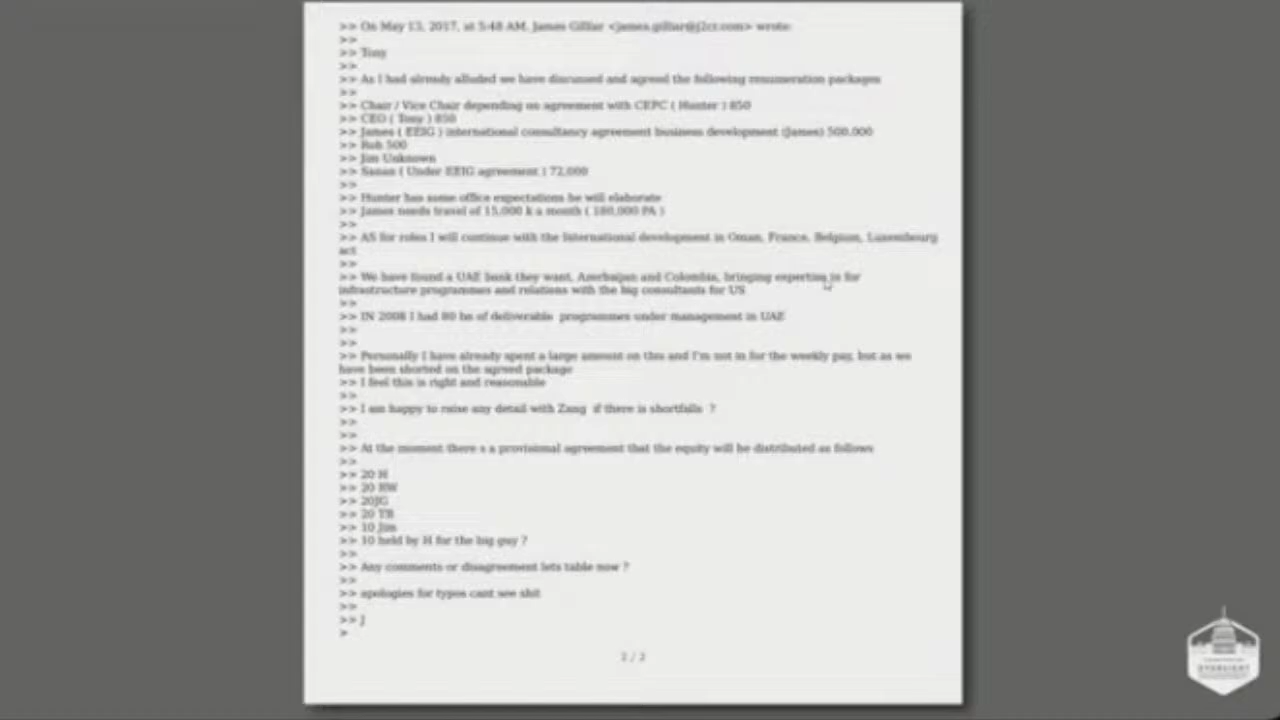 >> On May 13, 2017, at 5:48 AM, James Gilliar <james.gilliar@j2cr.com> wrote:
>>
>> Tony
>>
>> As I had already alluded we have discussed and agreed the following renumeration packages
>>
>> Chair / Vice Chair depending on agreement with CEPC ( Hunter ) 850
>> CEO ( Tony ) 850
>> James ( EEIG ) international consultancy agreement business development (James) 500,000
>> Rob 500
>> Jim Unknown
>> Sanan ( Under EEIG agreement ) 72,000
>>
>> Hunter has some office expectations he will elaborate
>> James needs travel of 15,000 k a month ( 180,000 PA )
>>
>> AS for roles I will continue with the International development in Oman, France, Belgium, Luxembourg
act
>>
>> We have found a UAE bank they want, Azerbaijan and Colombia, bringing experting in for
infrastructure programmes and relations with the big consultants for US
>>
>> IN 2008 I had 80 bn of deliverable programmes under management in UAE
>>
>>
>> Personally I have already spent a large amount on this and I'm not in for the weekly pay, but as we
have been shorted on the agreed package
>> I feel this is right and reasonable
>>
>> I am happy to raise any detail with Zang if there is shortfalls ?
>>
>>
>> At the moment there s a provisional agreement that the equity will be distributed as follows
>>
>> 20 H
>> 20 RW
>> 20JG
>> 20 TB
>> 10 Jim
>> 10 held by H for the big guy ?
>>
>> Any comments or disagreement lets table now ?
>>
>> apologies for typos cant see shit
>>
>> J
>
2 / 2
OVERSIGHT